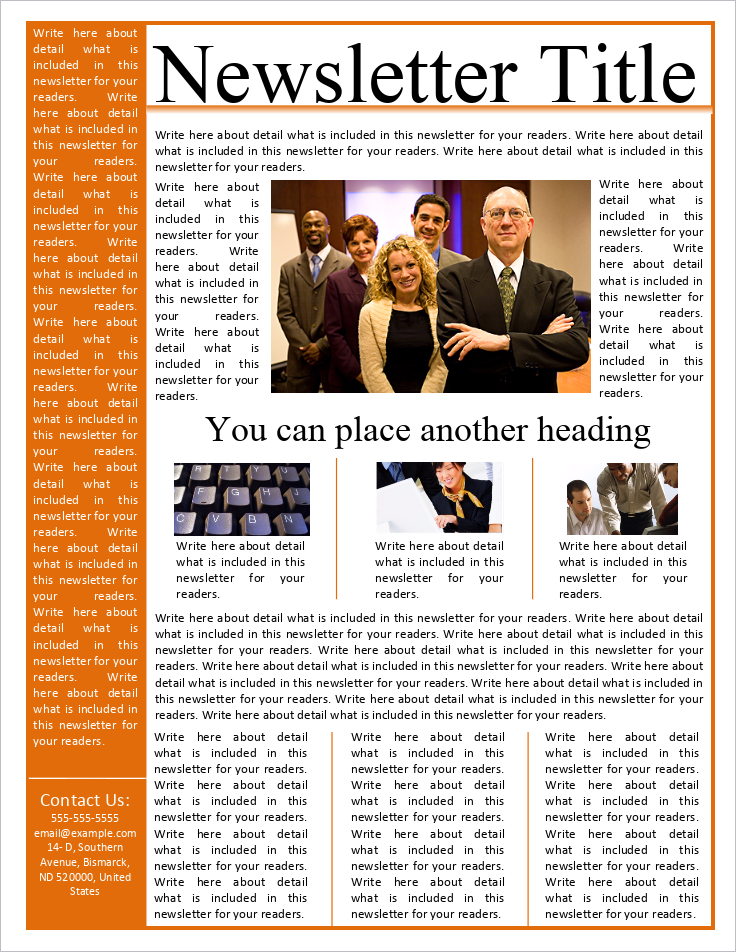 Write here about
detail what is
included in this
newsletter for your
readers. Write
here about detail
what is included in
this newsletter for
your readers.
Write here about
detail what is
included in this
newsletter for your
readers. Write
here about detail
what is included in
this newsletter for
your readers.
Write here about
detail what is
included in this
newsletter for your
readers. Write
here about detail
what is included in
this newsletter for
your readers.
Write here about
detail what is
included in this
newsletter for your
readers. Write
here about detail
what is included in
this newsletter for
your readers.
Write here about
detail what is
included in this
newsletter for your
readers. Write
here about detail
what is included in
this newsletter for
your readers.
Contact Us:
555-555-5555
email@example.com
14- D, Southern
Avenue, Bismarck,
ND 520000, United
States
Newsletter Title
Write here about detail what is included in this newsletter for your readers. Write here about detail
what is included in this newsletter for your readers. Write here about detail what is included in this
newsletter for your readers.
Write here about
detail what is
included in this
newsletter for your
readers. Write
here about detail
what is included in
this newsletter for
your readers.
Write here about
detail what is
included in this
newsletter for your
readers.
Write here about
detail what is
included in this
newsletter for your
readers. Write
here about detail
what is included in
this newsletter for
your readers.
Write here about
detail what is
included in this
newsletter for your
readers.
You can place another heading
R Y U
F G H J
C V B N
Write here about detail
what is included in this
newsletter for your
readers.
Write here about detail
what is included in this
newsletter for your
readers.
Write here about detail
what is included in this
newsletter for your
readers.
Write here about detail what is included in this newsletter for your readers. Write here about detail
what is included in this newsletter for your readers. Write here about detail what is included in this
newsletter for your readers. Write here about detail what is included in this newsletter for your
readers. Write here about detail what is included in this newsletter for your readers. Write here about
detail what is included in this newsletter for your readers. Write here about detail what is included in
this newsletter for your readers. Write here about detail what is included in this newsletter for your
readers. Write here about detail what is included in this newsletter for your readers.
Write here about detail
what is included in this
newsletter for your readers.
Write here about detail
what is included in this
newsletter for your readers.
Write here about detail
what is included in this
newsletter for your readers.
Write here about detail
what is included in this
newsletter for your readers.
Write here about detail
what is included in this
newsletter for your readers.
Write here about detail
what is included in this
newsletter for your readers.
Write here about detail
what is included in this
newsletter for your readers.
Write here about detail
what is included in this
newsletter for your readers.
Write here about detail
what is included in this
newsletter for your readers.
Write here about detail
what is included in this
newsletter for your readers.
Write here about detail
what is included in this
newsletter for your readers.
Write here about detail
what is included in this
newsletter for your readers.